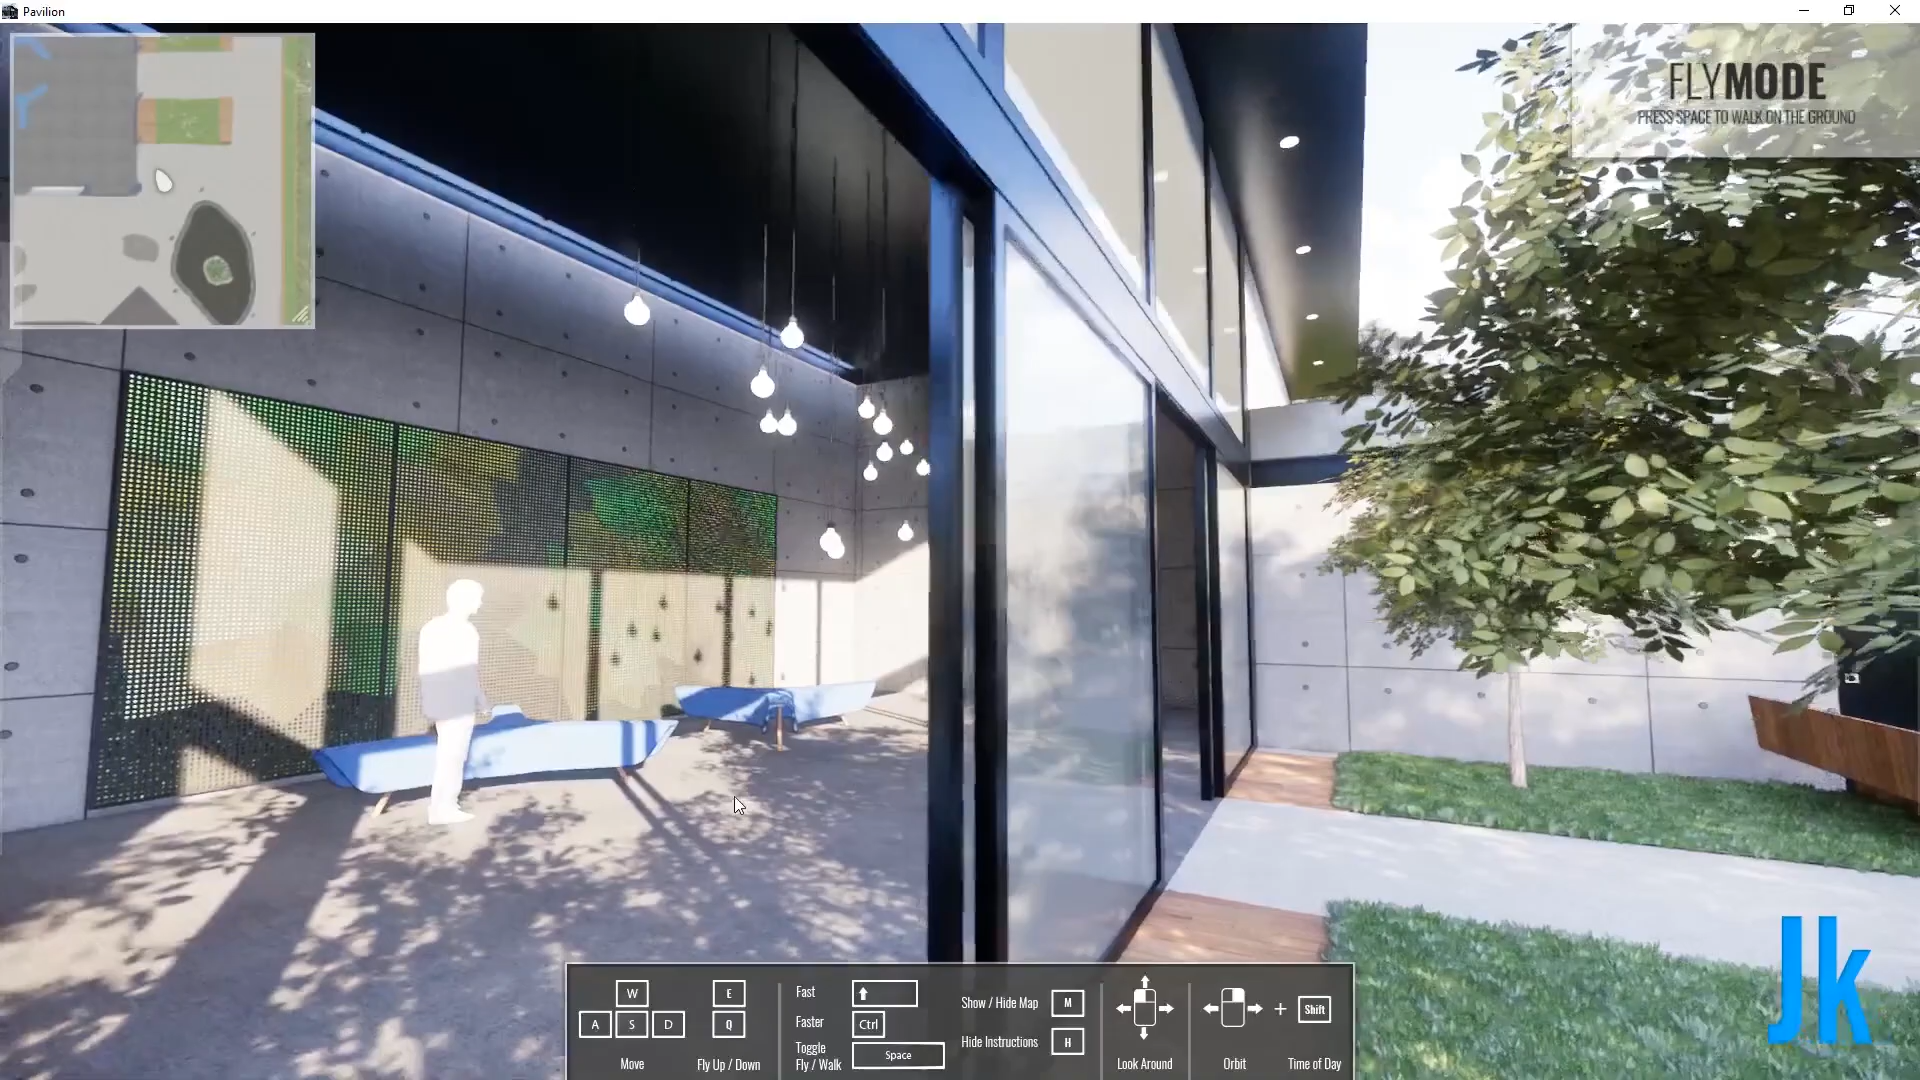 Pavilion
FLYMODE
PRESS SPACE TO WALK ON THE GROUND
W
E
A S D
Q
Move
Fly Up / Down
Fast
Faster
Ctrl
Toggle
Fly / Walk
Space
Show / Hide Map
M
Hide Instructions
H
Look Around
Orbit
+
Shift
Time of Day
Jk